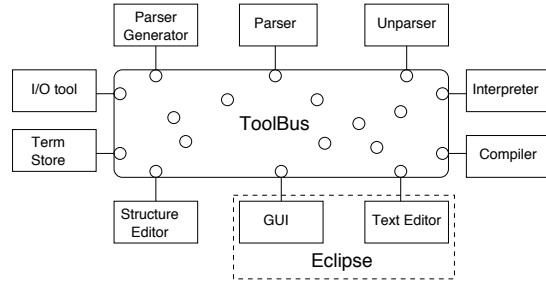 Parser
Generator
Parser
Unparser
I/O tool
Interpreter
ToolBus
Term
Store
Compiler
Structure
Editor
GUI
Text Editor
Eclipse